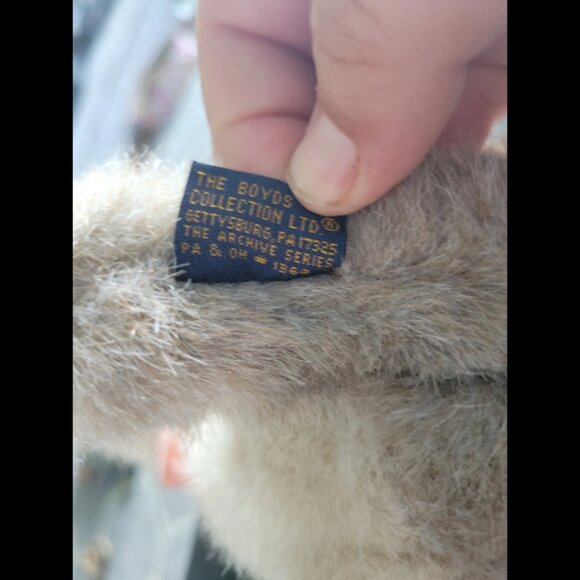 THE BOYDS
COLLECTION LTD®
GETTYSBURG, PA 17325
THE ARCHIVE SERIES
PA & OH *